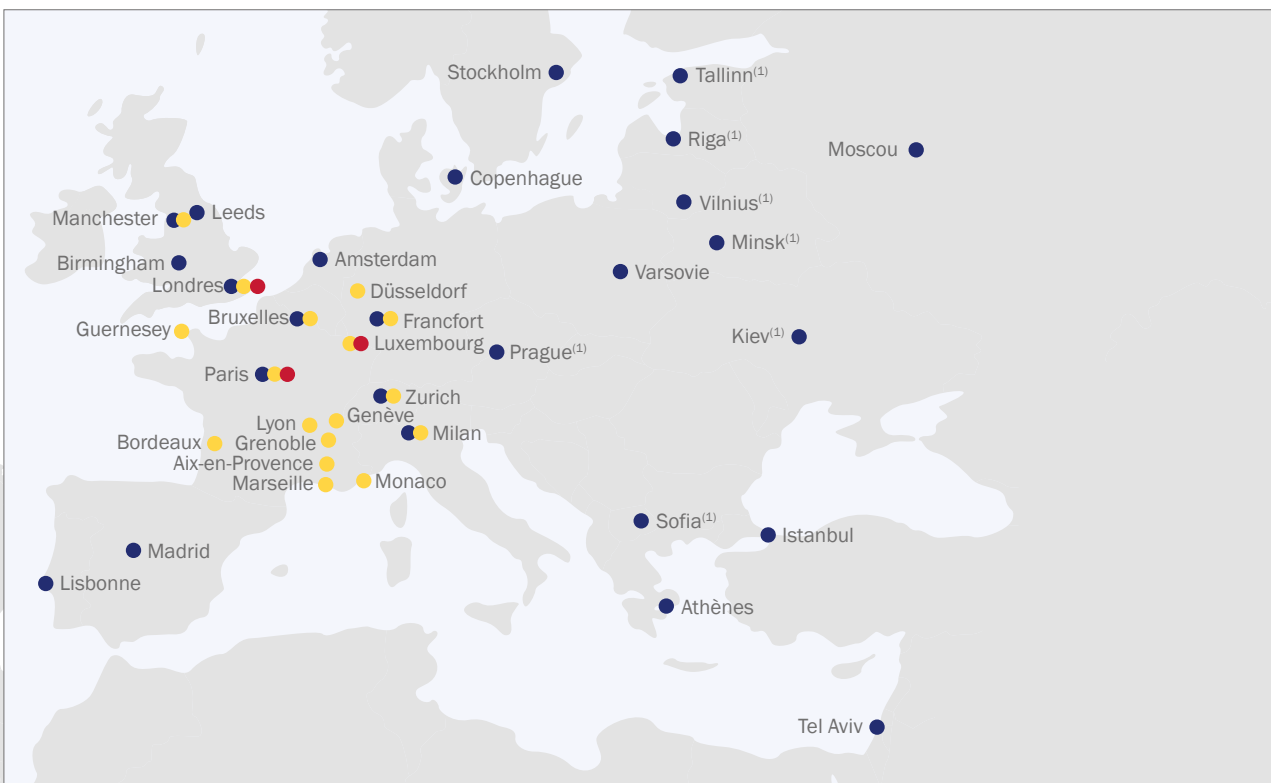 Stockholm
Tallinn(1)
Riga(1)
Moscou
Copenhague
Vilnius(1)
Manchester
Leeds
Minsk(1)
Birmingham
Amsterdam
Varsovie
Londres
Düsseldorf
Bruxelles
Francfort
Guernesey
Kiev(1)
Luxembourg
Prague(1)
Paris
Zurich
Genève
Lyon
Milan
Bordeaux
Grenoble
Aix-en-Provence
Marseille
Monaco
Sofia(1)
Istanbul
Madrid
Lisbonne
Athènes
Tel Aviv